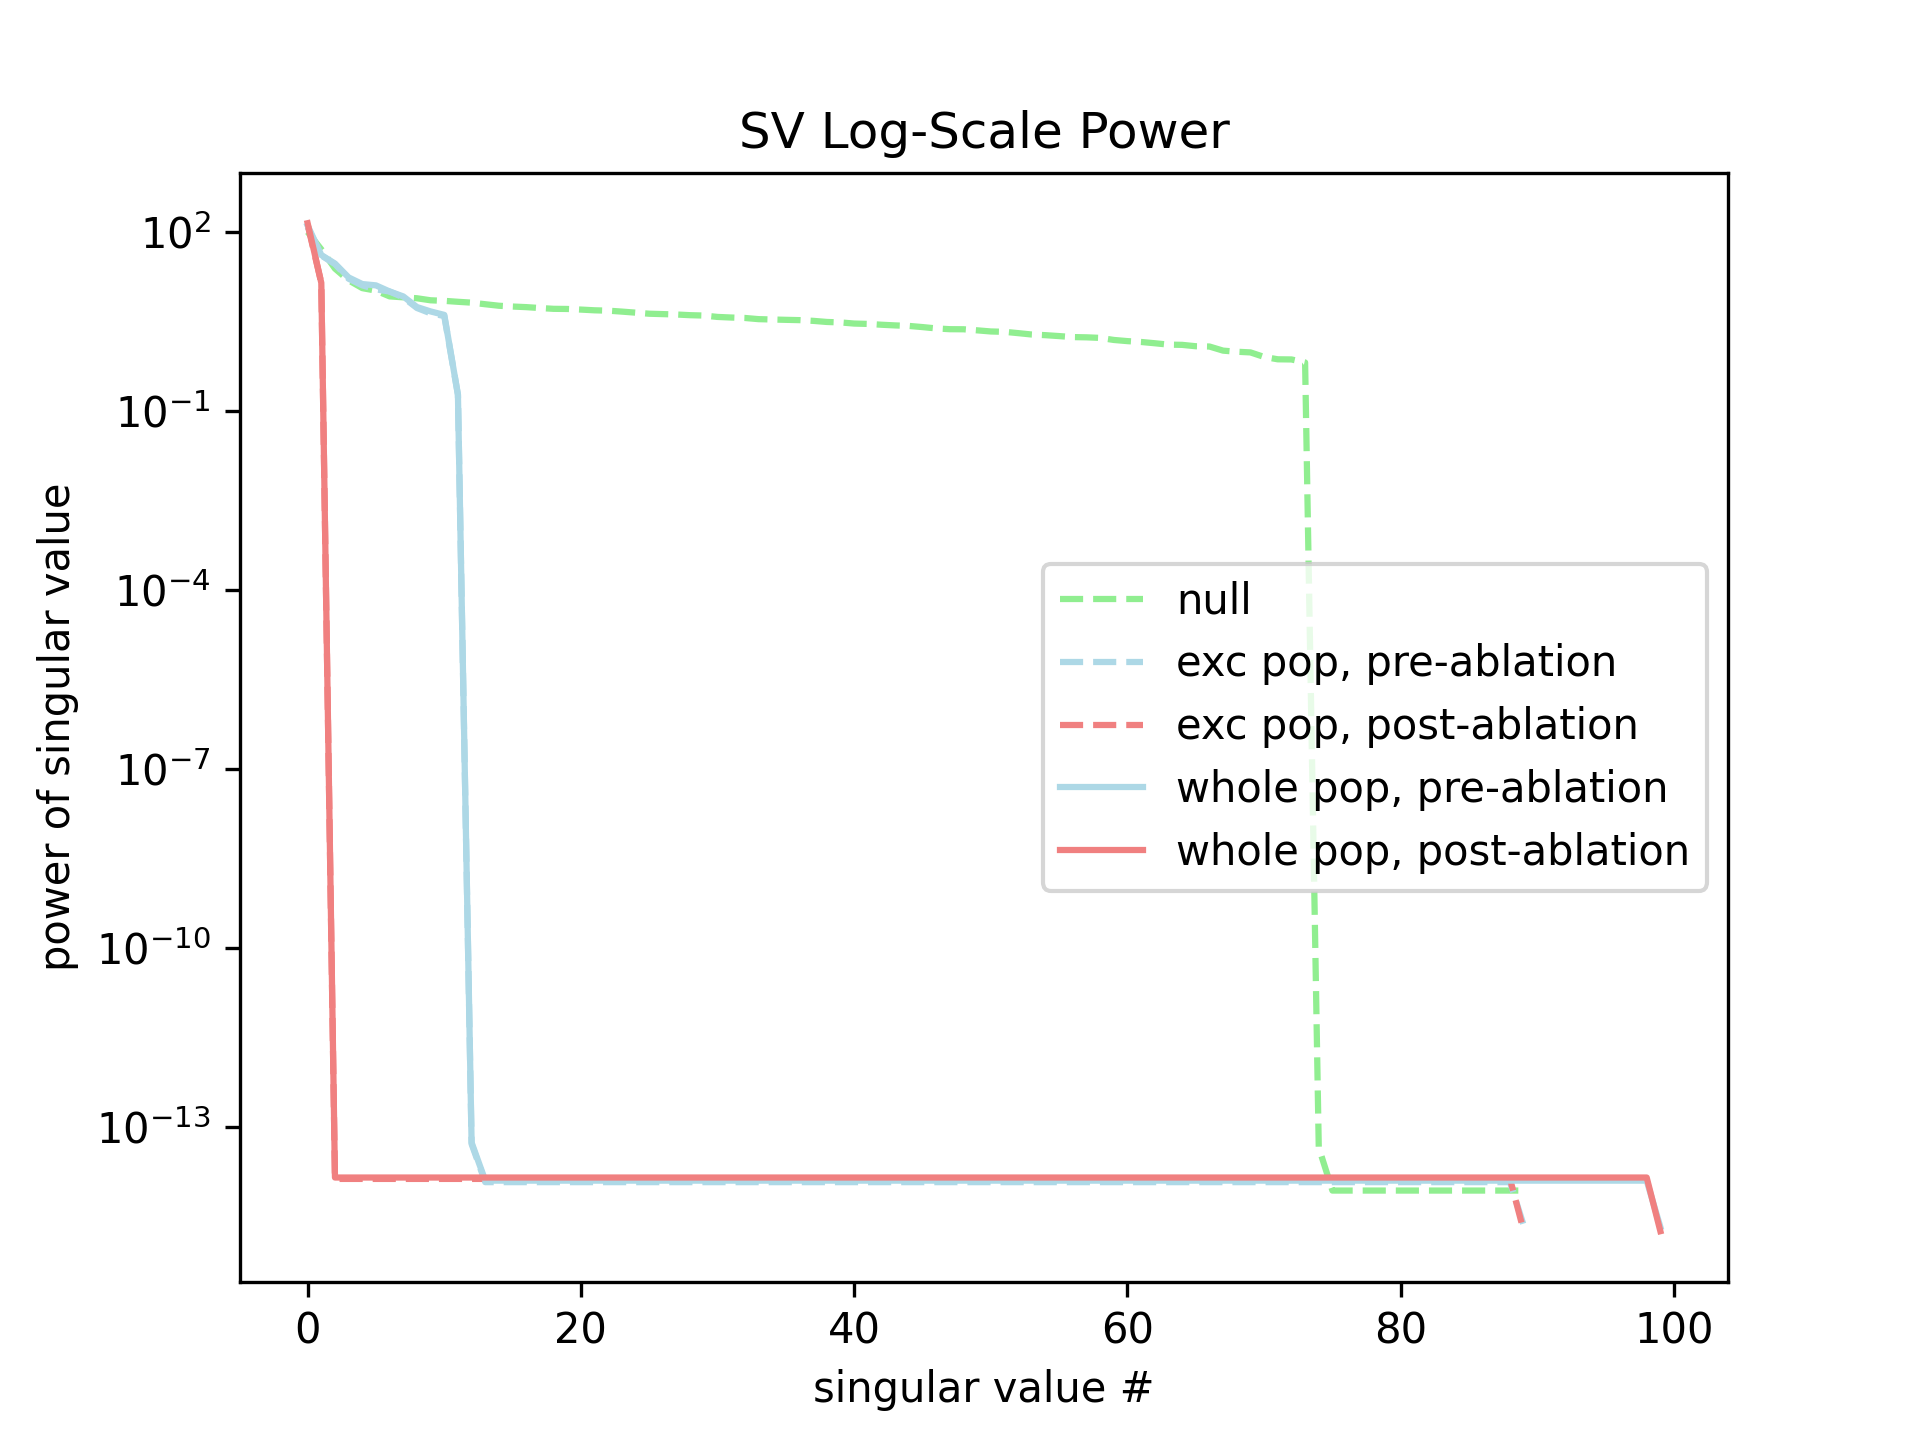 SV Log-Scale Power
power of singular value
10²
10⁻¹
10⁻⁴
10⁻⁷
10⁻¹⁰
10⁻¹³
null
exc pop, pre-ablation
exc pop, post-ablation
whole pop, pre-ablation
whole pop, post-ablation
0 20 40 60 80 100
singular value #